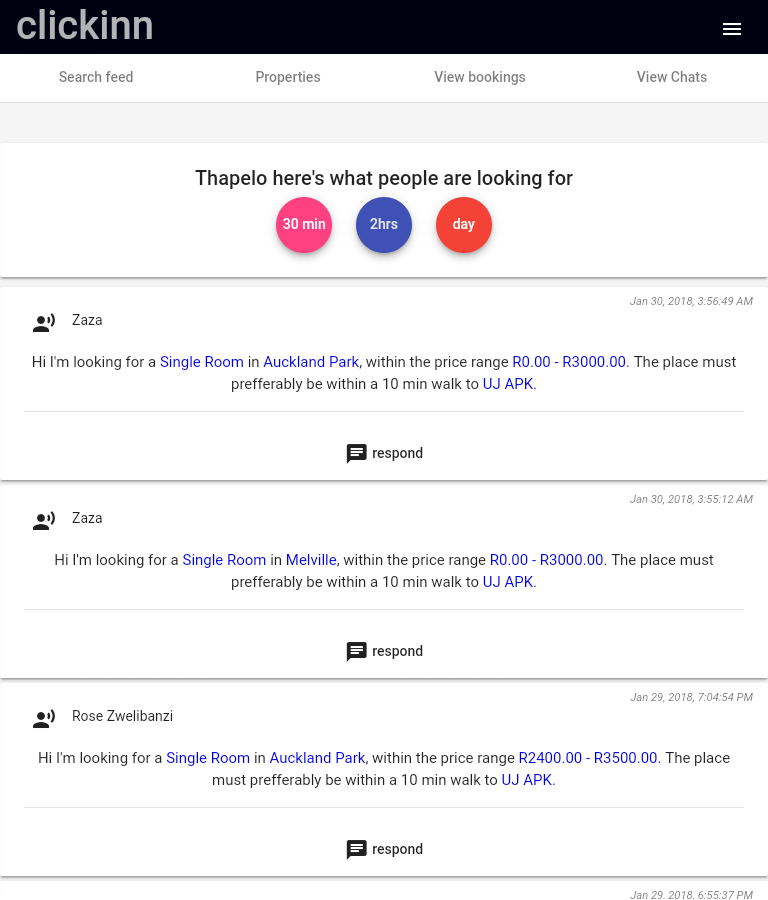 clickinn
Search feed
Properties
View bookings
View Chats
Thapelo here's what people are looking for
30 min
2hrs
day
Jan 30, 2018, 3:56:49 AM
Zaza
Hi I'm looking for a Single Room in Auckland Park, within the price range R0.00 - R3000.00. The place must
prefferably be within a 10 min walk to UJ APK.
respond
Jan 30, 2018, 3:55:12 AM
Zaza
Hi I'm looking for a Single Room in Melville, within the price range R0.00 - R3000.00. The place must
prefferably be within a 10 min walk to UJ APK.
respond
Jan 29, 2018, 7:04:54 PM
Rose Zwelibanzi
Hi I'm looking for a Single Room in Auckland Park, within the price range R2400.00 - R3500.00. The place
must prefferably be within a 10 min walk to UJ APK.
respond
Jan 29, 2018, 6:55:37 PM